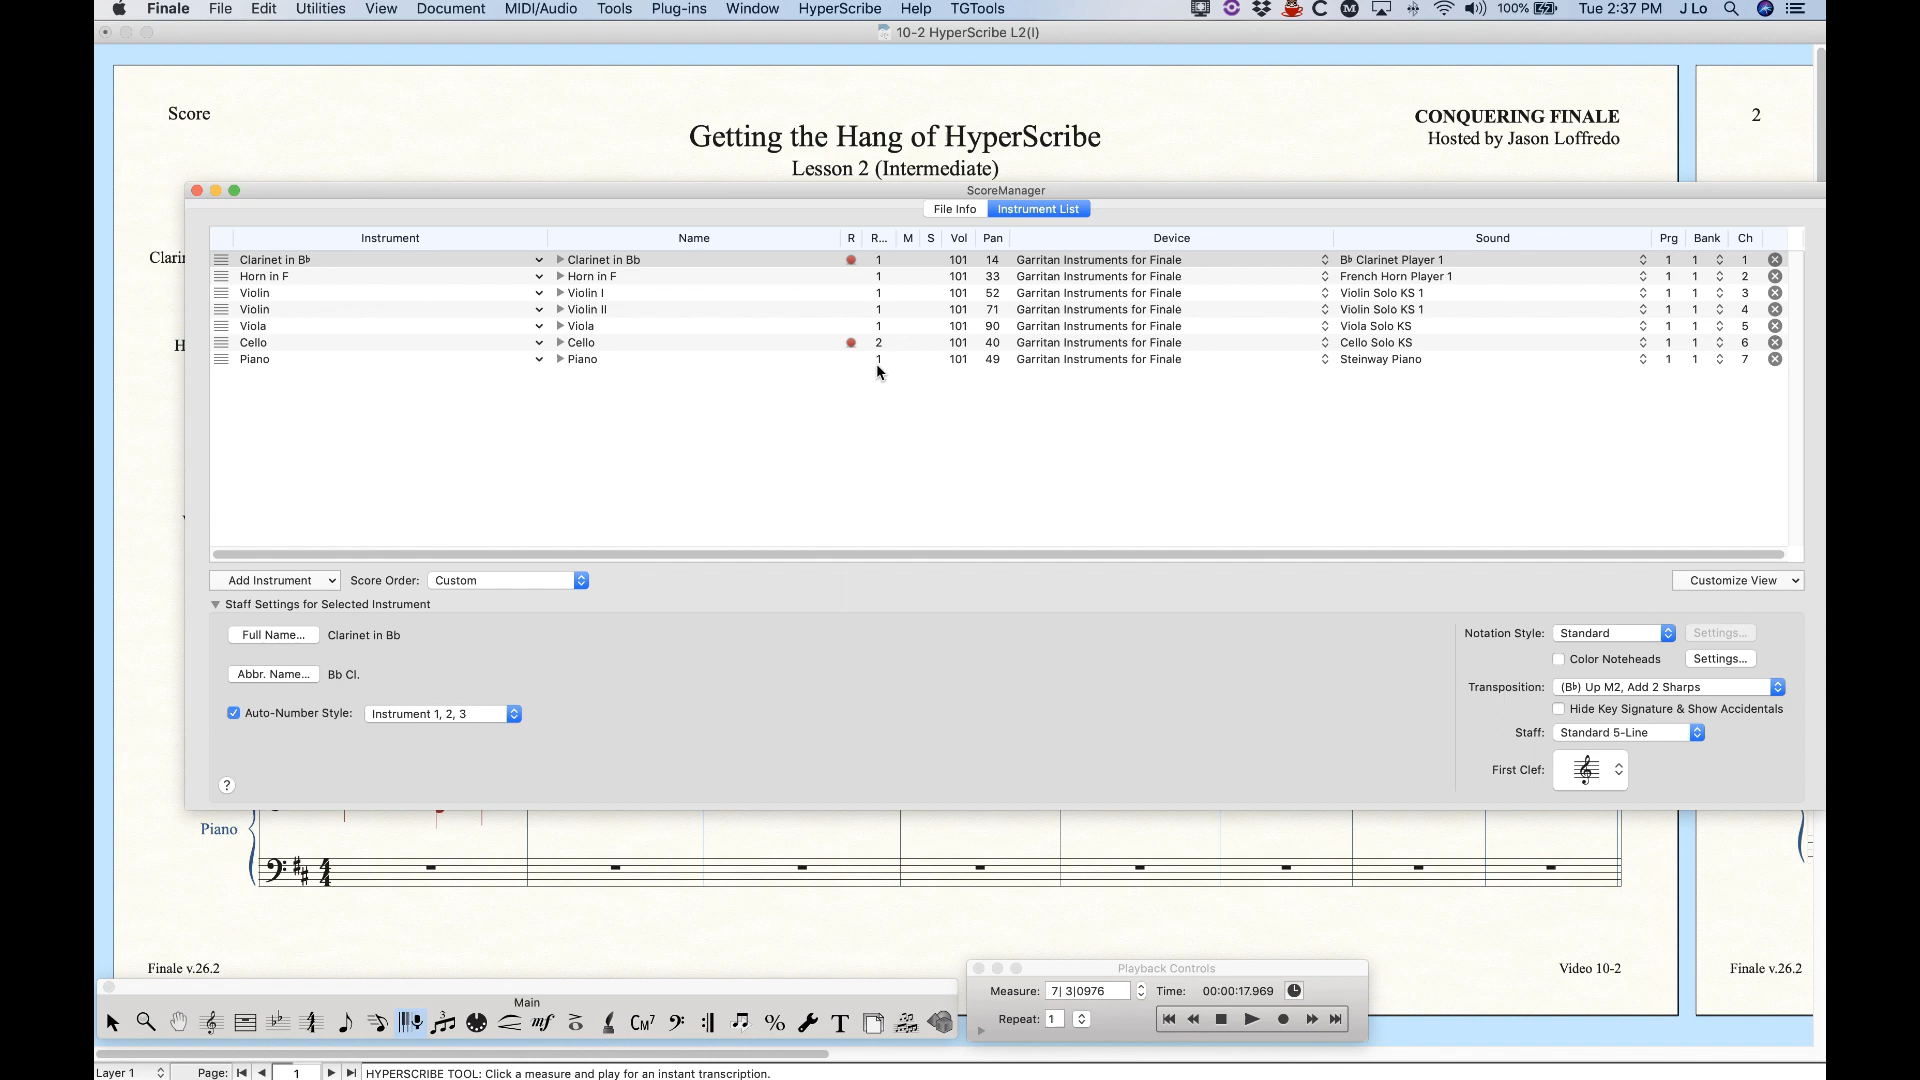 Finale File Edit Utilities View Document MIDI/Audio Tools Plug-ins Window HyperScribe Help TGTools 100% Tue 2:37 PM J Lo
10-2 HyperScribe L2(I)
Score
CONQUERING FINALE
2
Getting the Hang of HyperScribe
Hosted by Jason Loffredo
Lesson 2 (Intermediate)
ScoreManager
File Info Instrument List
Instrument Name R R... M S Vol Pan Device Sound Prg Bank Ch
Clarinet in B♭ Clarinet in Bb 1 101 14 Garritan Instruments for Finale B♭ Clarinet Player 1 1 1 1
Horn in F Horn in F 1 101 33 Garritan Instruments for Finale French Horn Player 1 1 1 2
Violin Violin I 1 101 52 Garritan Instruments for Finale Violin Solo KS 1 1 1 3
Violin Violin II 1 101 71 Garritan Instruments for Finale Violin Solo KS 1 1 1 4
Viola Viola 1 101 90 Garritan Instruments for Finale Viola Solo KS 1 1 5
Cello Cello 2 101 40 Garritan Instruments for Finale Cello Solo KS 1 1 6
Piano Piano 1 101 49 Garritan Instruments for Finale Steinway Piano 1 1 7
Clari
H
Add Instrument Score Order: Custom Customize View
Staff Settings for Selected Instrument
Full Name... Clarinet in Bb
Abbr. Name... Bb Cl.
Auto-Number Style: Instrument 1, 2, 3
Notation Style: Standard Settings...
Color Noteheads Settings...
Transposition: (B♭) Up M2, Add 2 Sharps
Hide Key Signature & Show Accidentals
Staff: Standard 5-Line
First Clef:
?
Piano
Finale v.26.2
Video 10-2
Finale v.26.2
Main
Playback Controls
Measure: 7| 3|0976 Time: 00:00:17.969
Repeat: 1
Layer 1 Page: 1 HYPERSCRIBE TOOL: Click a measure and play for an instant transcription.